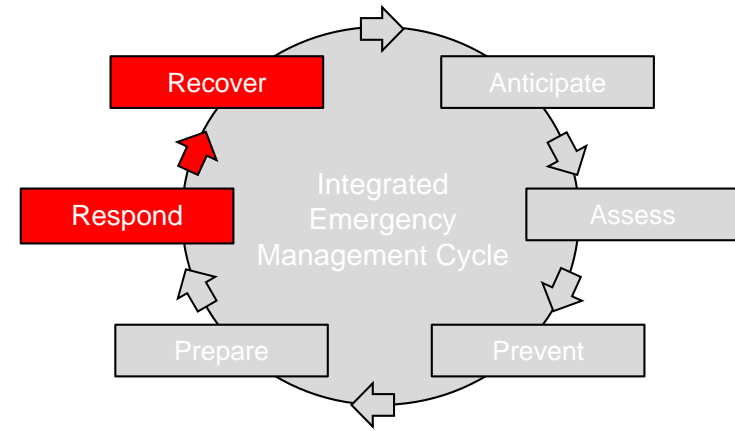 Recover
Anticipate
Respond
Integrated
Emergency
Management Cycle
Assess
Prepare
Prevent